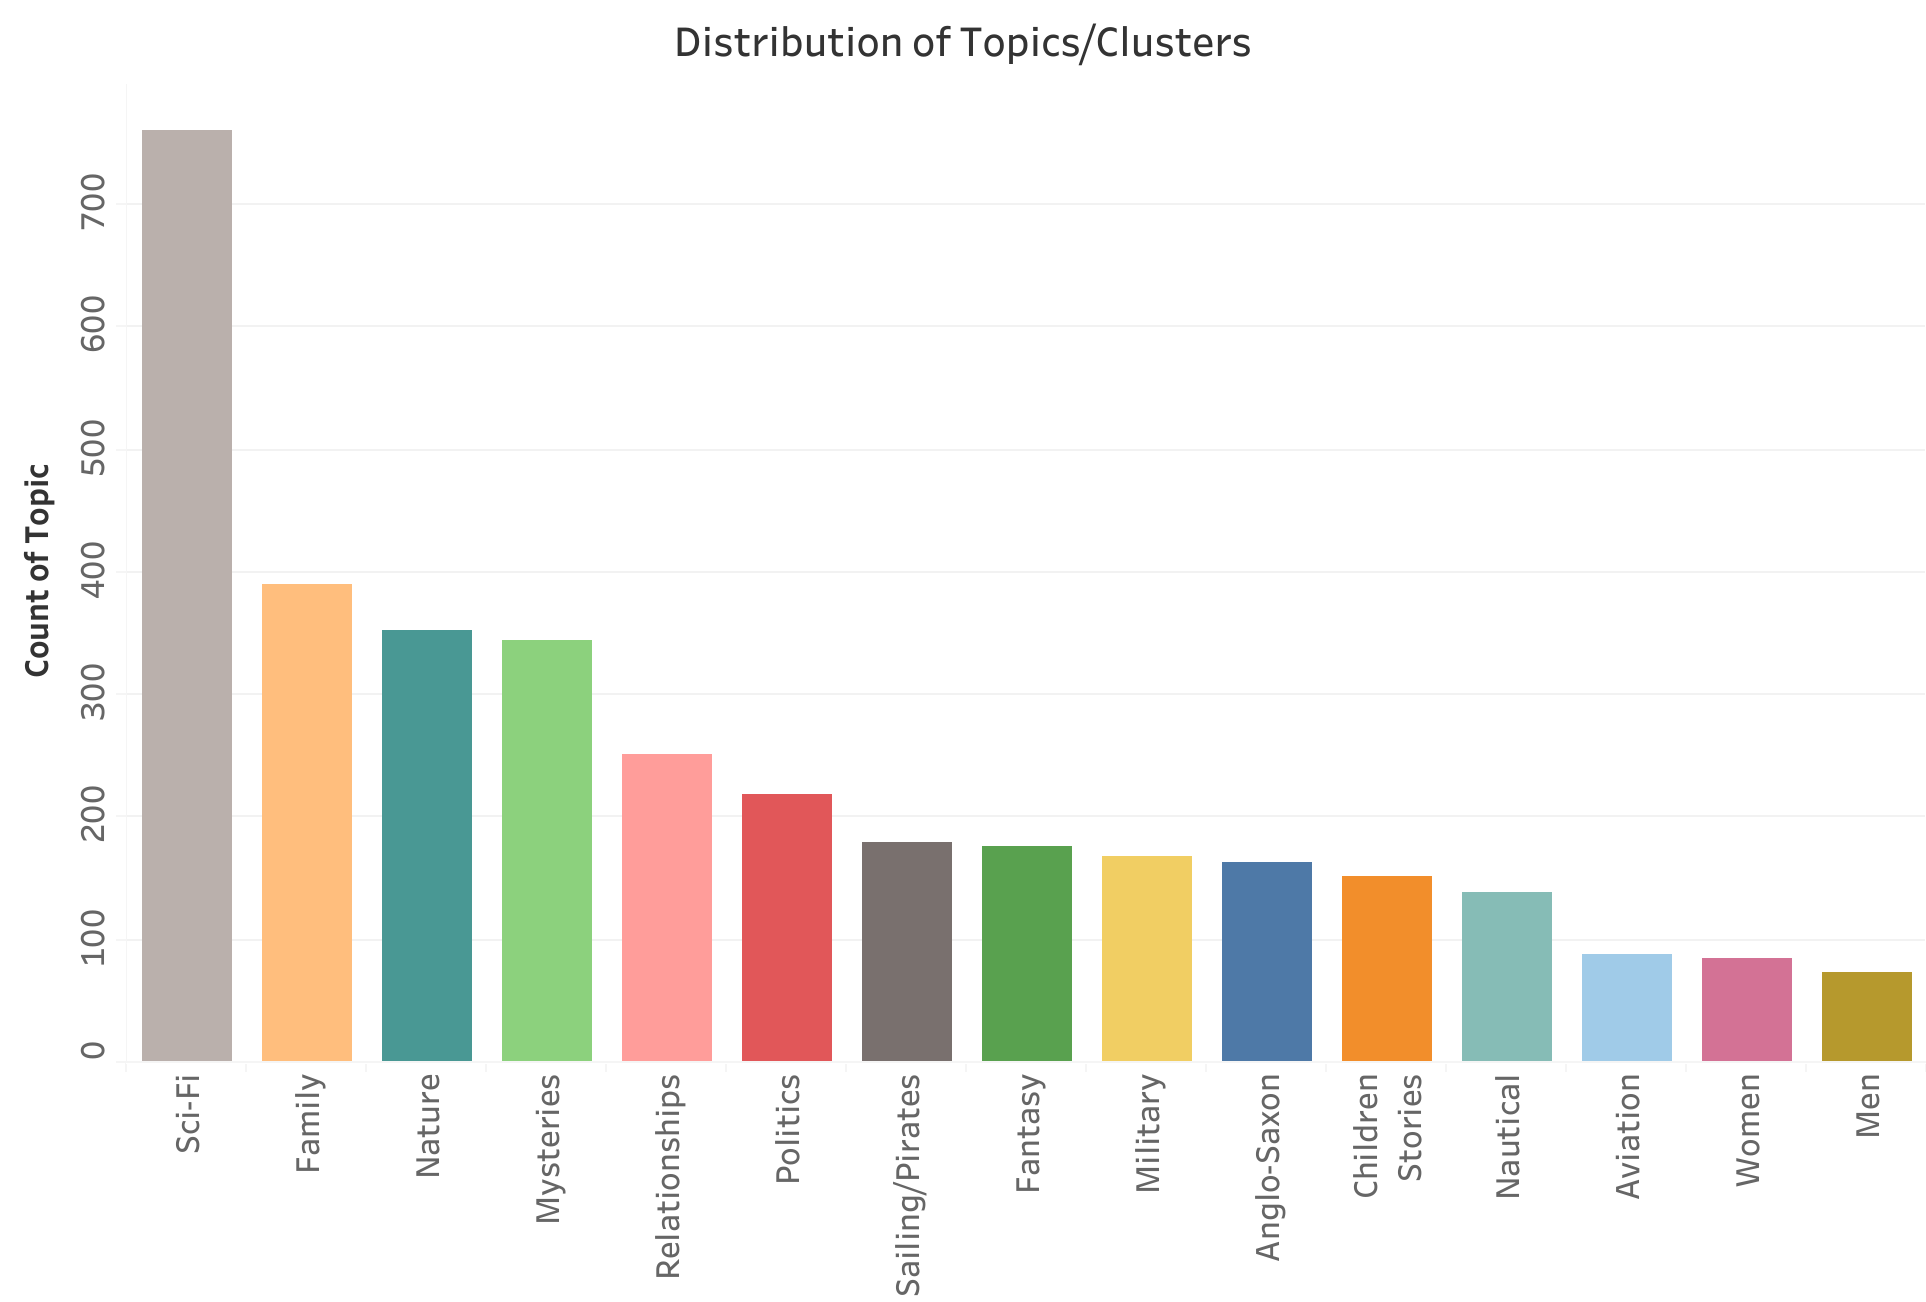 Distribution of Topics/Clusters
Count of Topic
700
600
500
400
300
200
100
0
Sci-Fi
Family
Nature
Mysteries
Relationships
Politics
Sailing/Pirates
Fantasy
Military
Anglo-Saxon
Children
Stories
Nautical
Aviation
Women
Men